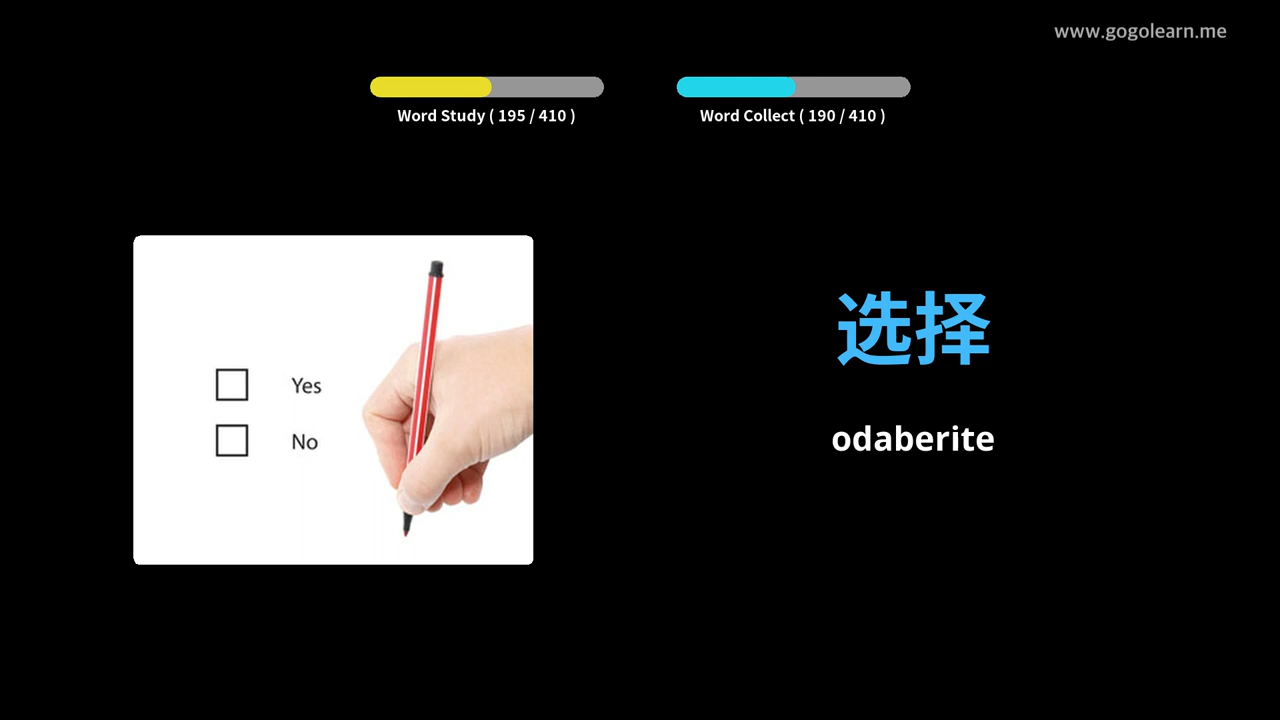 www.gogolearn.me
Word Study ( 195 / 410 )
Word Collect ( 190 / 410 )
选择
odaberite
Yes
No